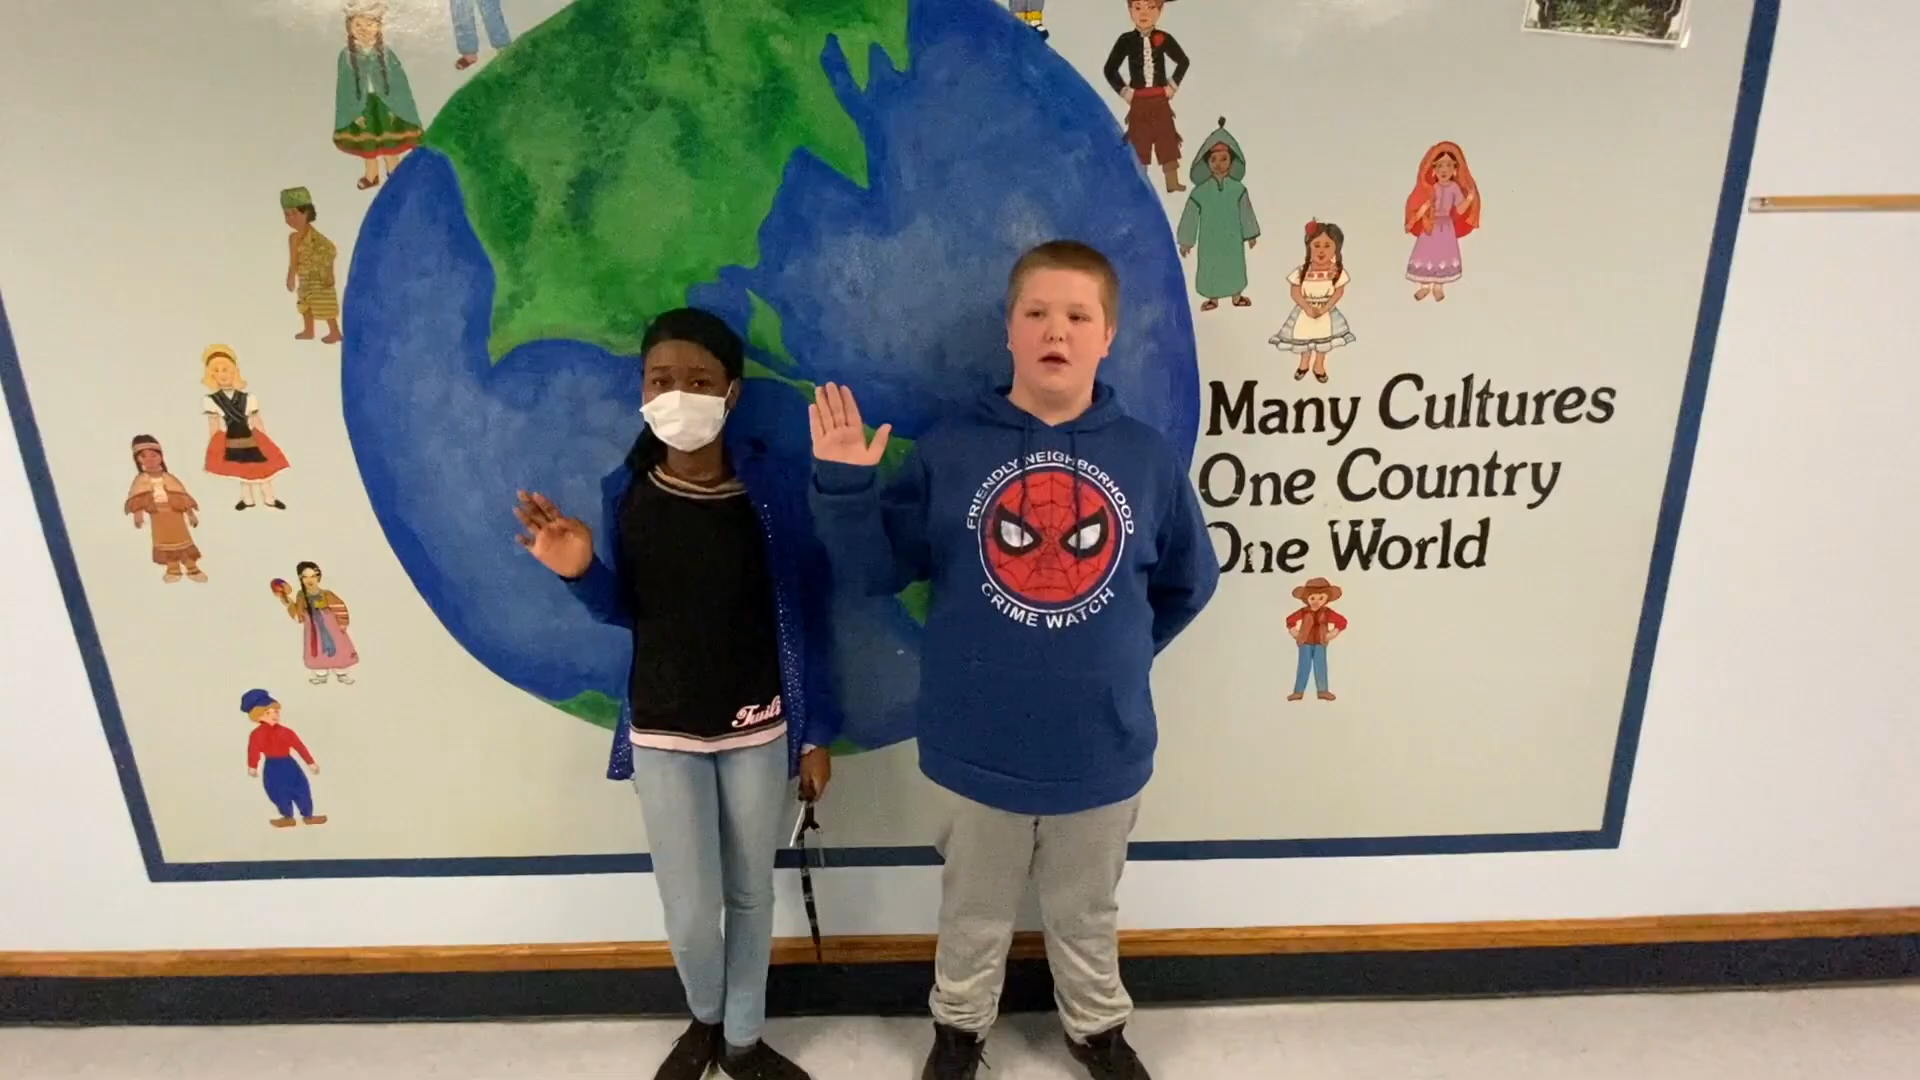 Many Cultures
One Country
One World
FRIENDLY NEIGHBORHOOD
CRIME WATCH